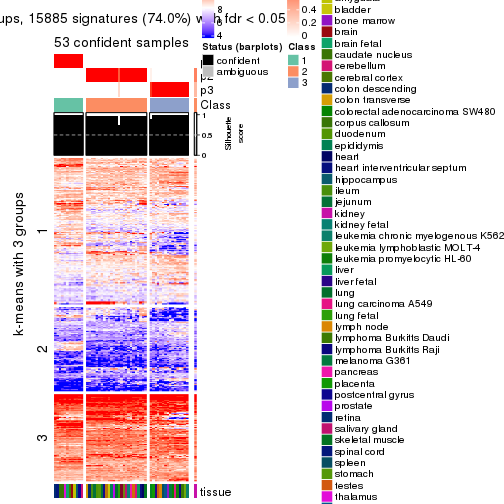 ups, 15885 signatures (74.0%) with fdr < 0.05
53 confident samples
p2
p3
Class
1
0.5
0
Silhouette
score
8
6
4
0.4
0.2
0
Status (barplots)
confident
ambiguous
Class
1
2
3
k-means with 3 groups
1
2
3
tissue
bladder
bone marrow
brain
brain fetal
caudate nucleus
cerebellum
cerebral cortex
colon descending
colon transverse
colorectal adenocarcinoma SW480
corpus callosum
duodenum
epididymis
heart
heart interventricular septum
hippocampus
ileum
jejunum
kidney
kidney fetal
leukemia chronic myelogenous K562
leukemia lymphoblastic MOLT-4
leukemia promyelocytic HL-60
liver
liver fetal
lung
lung carcinoma A549
lung fetal
lymph node
lymphoma Burkitts Daudi
lymphoma Burkitts Raji
melanoma G361
pancreas
placenta
postcentral gyrus
prostate
retina
salivary gland
skeletal muscle
spinal cord
spleen
stomach
testes
thalamus